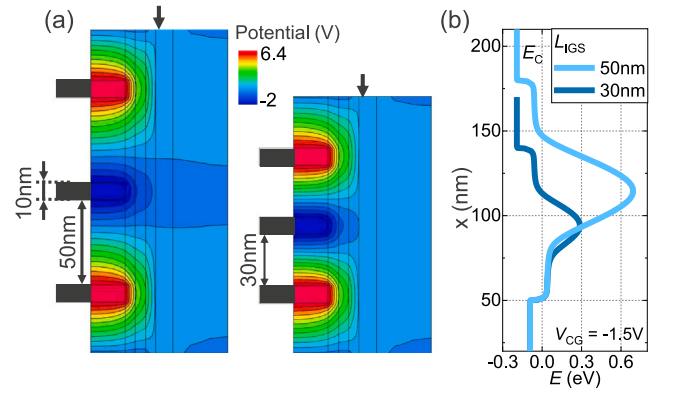 (a)
Potential (V)
6.4
-2
10nm
50nm
30nm
(b)
200
150
100
50
x (nm)
E_C
L_IGS
50nm
30nm
V_CG = -1.5V
-0.3 0.0 0.3 0.6
E (eV)